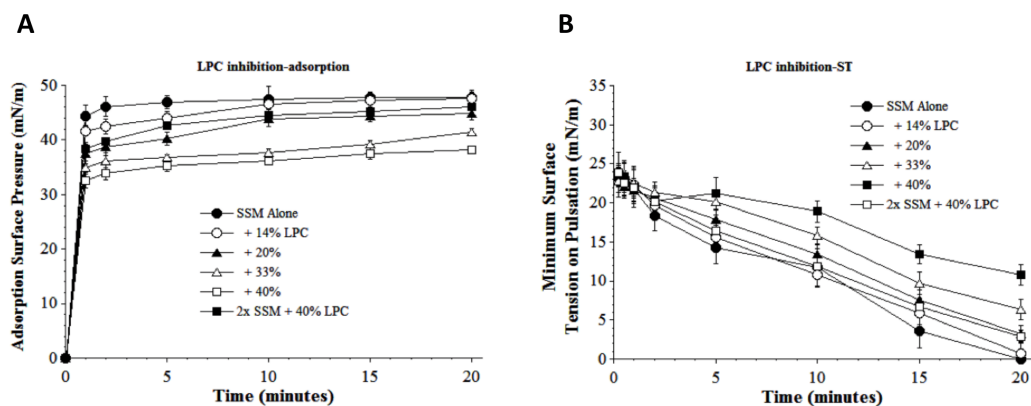 A
LPC inhibition-adsorption
Adsorption Surface Pressure (mN/m)
50
40
30
20
10
0
SSM Alone
+ 14% LPC
+ 20%
+ 33%
+ 40%
2x SSM + 40% LPC
0 5 10 15 20
Time (minutes)
B
LPC inhibition-ST
Minimum Surface
Tension on Pulsation (mN/m)
35
30
25
20
15
10
5
0
SSM Alone
+ 14% LPC
+ 20%
+ 33%
+ 40%
2x SSM + 40% LPC
0 5 10 15 20
Time (minutes)